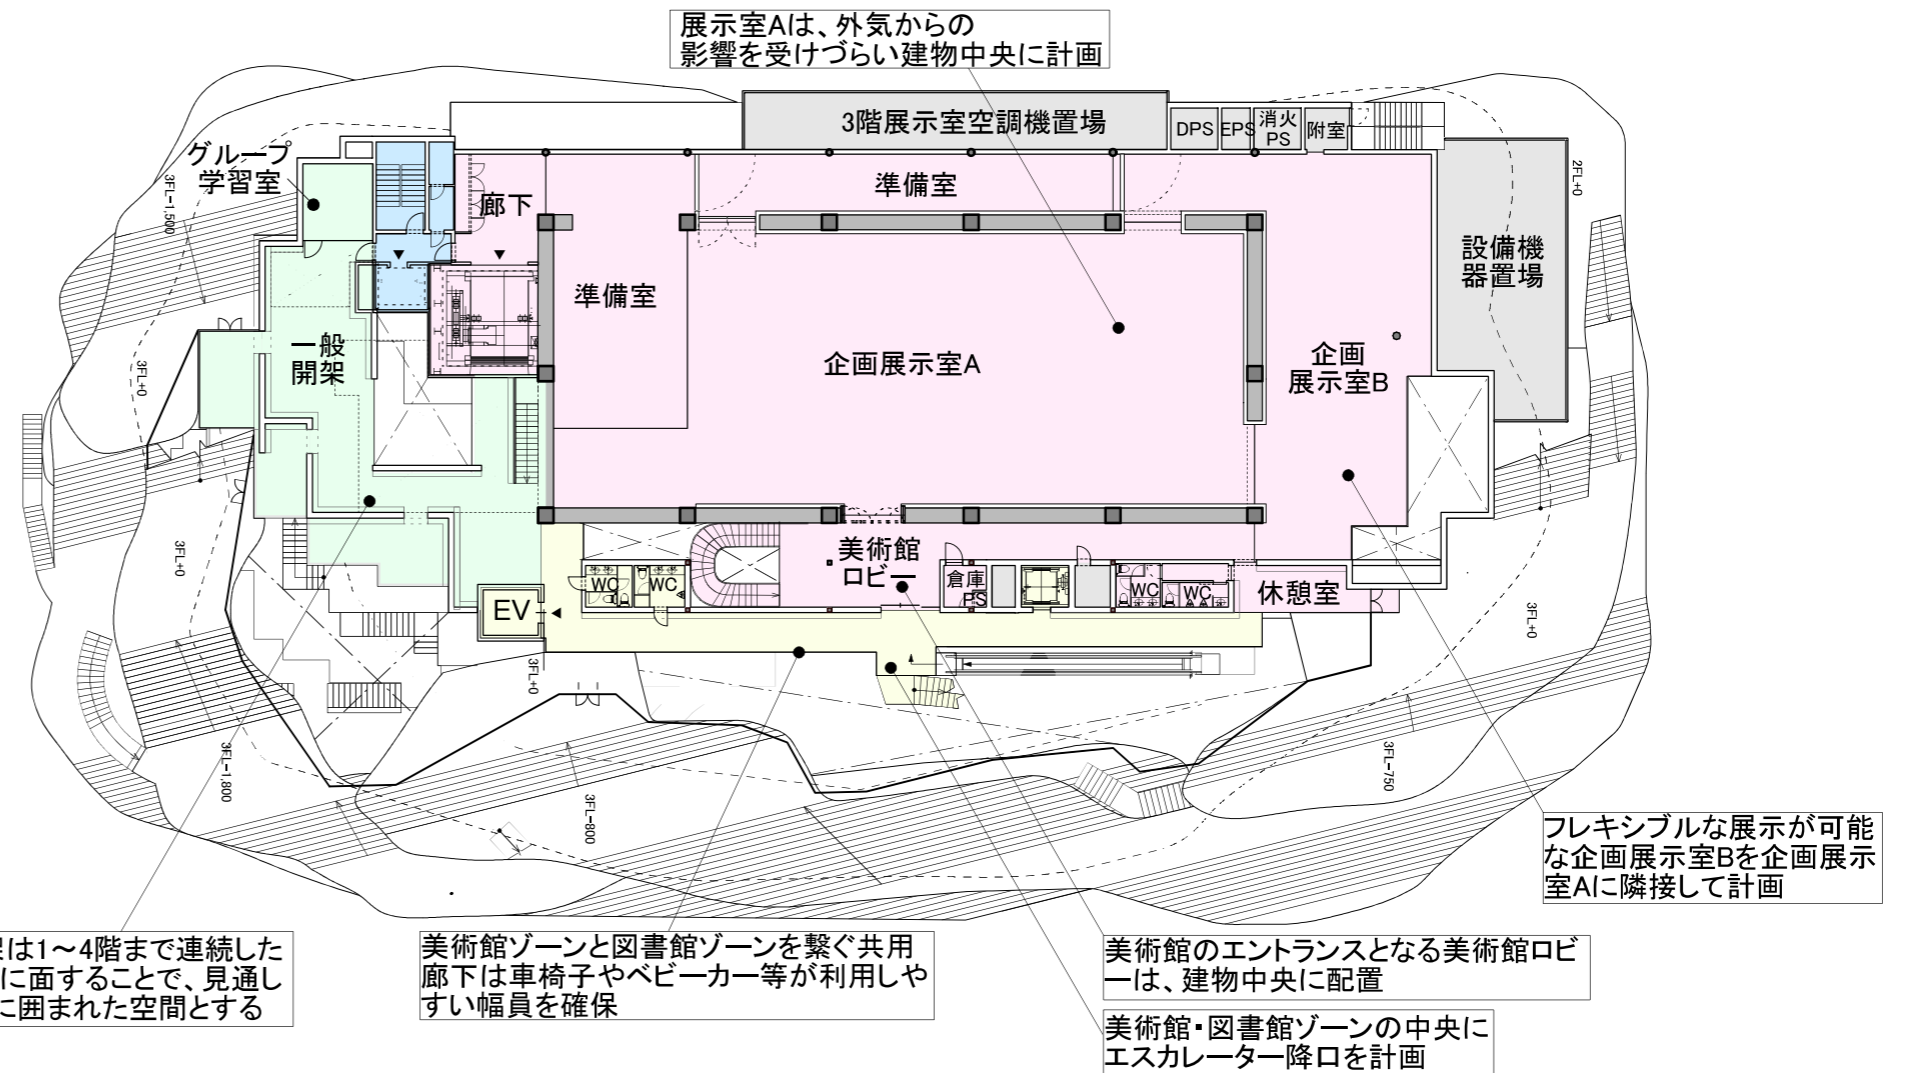 展示室Aは、外気からの
影響を受けづらい建物中央に計画
3階展示室空調機置場
DPS
EPS
消火
PS
附室
グループ
学習室
廊下
準備室
2FL+0
3FL-1,500
設備機
器置場
準備室
一般
開架
企画展示室A
企画
展示室B
3FL+0
3FL+0
美術館
ロビー
WC
WC
倉庫
PS
WC
WC
休憩室
EV
3FL+0
3FL+0
3FL-1,800
3FL-800
3FL-750
フレキシブルな展示が可能
な企画展示室Bを企画展示
室Aに隣接して計画
は1～4階まで連続した
に面することで、見通し
に囲まれた空間とする
美術館ゾーンと図書館ゾーンを繋ぐ共用
廊下は車椅子やベビーカー等が利用しや
すい幅員を確保
美術館のエントランスとなる美術館ロビ
ーは、建物中央に配置
美術館・図書館ゾーンの中央に
エスカレーター降口を計画